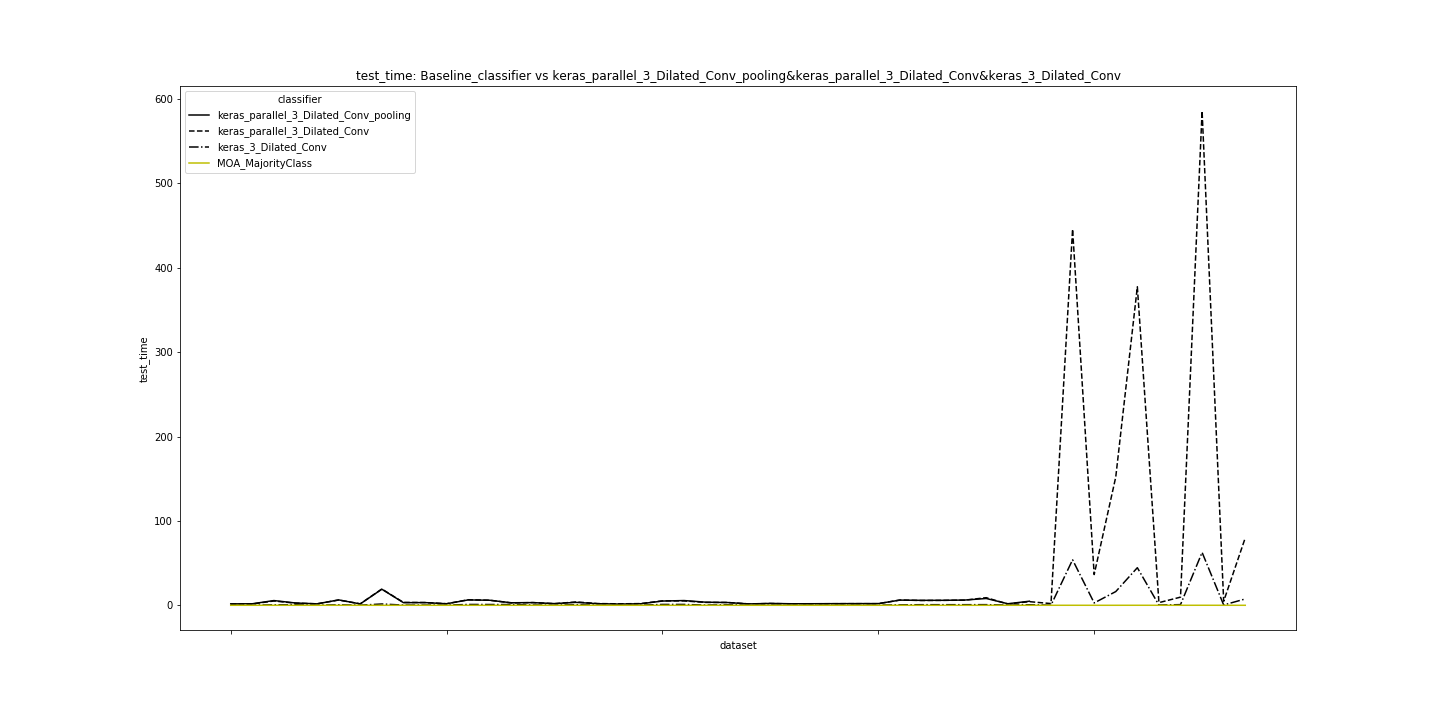 test_time: Baseline_classifier vs keras_parallel_3_Dilated_Conv_pooling&keras_parallel_3_Dilated_Conv&keras_3_Dilated_Conv
classifier
keras_parallel_3_Dilated_Conv_pooling
keras_parallel_3_Dilated_Conv
keras_3_Dilated_Conv
MOA_MajorityClass
600
500
400
300
200
100
0
test_time
dataset